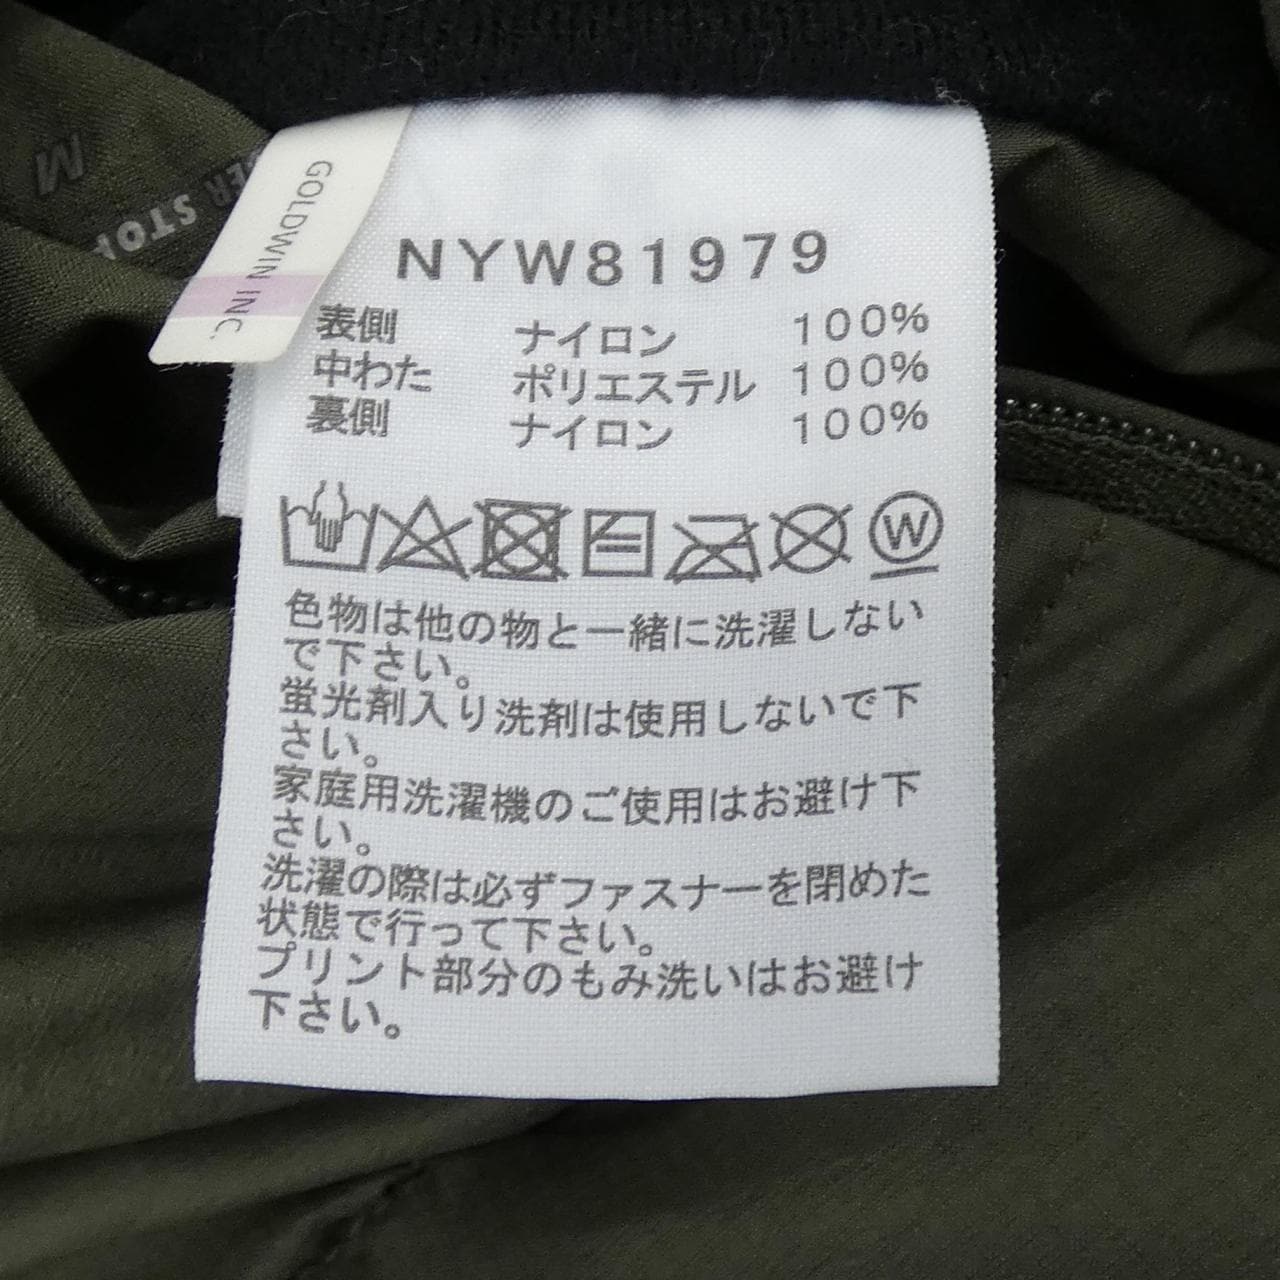 M
STOP
GOLDWIN INC.
NYW81979
表側 ナイロン 100%
中わた ポリエステル 100%
裏側 ナイロン 100%
W
色物は他の物と一緒に洗濯しない
で下さい。
蛍光剤入り洗剤は使用しないで下
さい。
家庭用洗濯機のご使用はお避け下
さい。
洗濯の際は必ずファスナーを閉めた
状態で行って下さい。
プリント部分のもみ洗いはお避け
下さい。